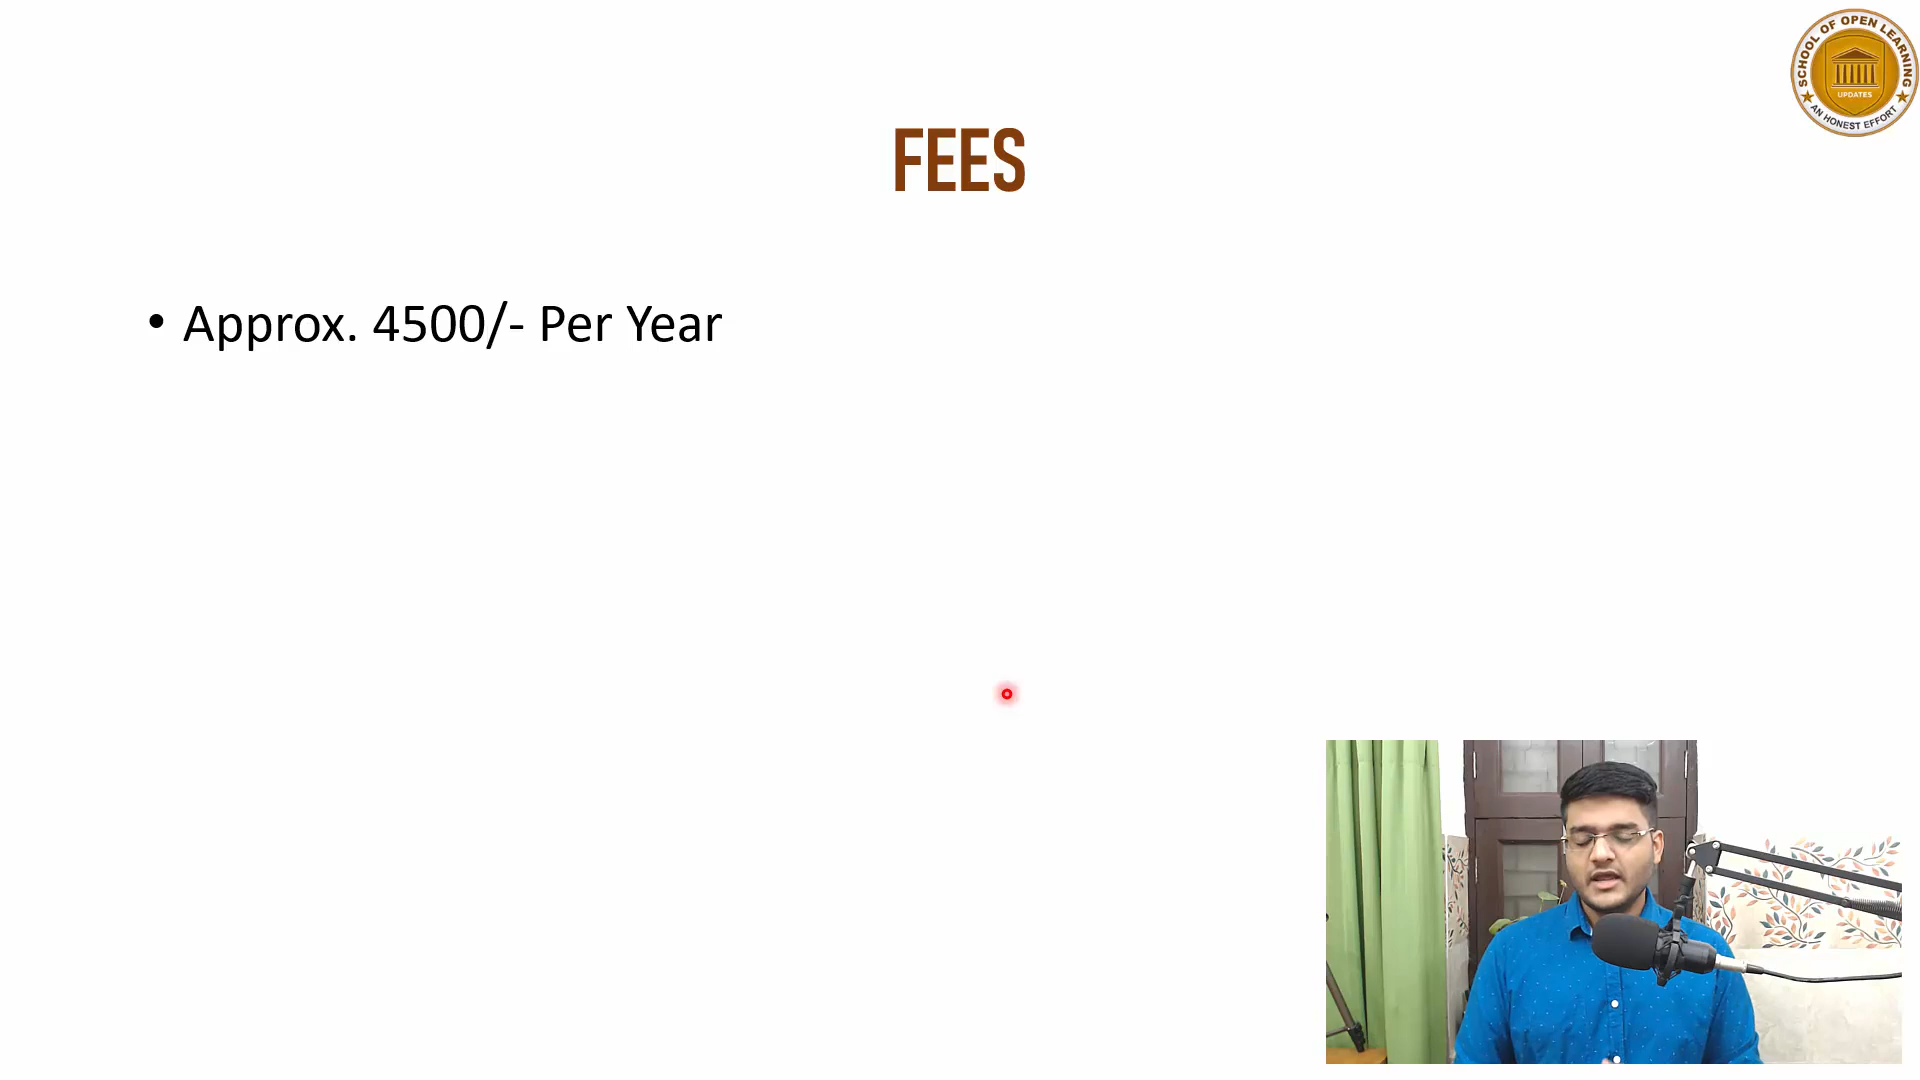 SCHOOL OF OPEN LEARNING
UPDATES
AN HONEST EFFORT
FEES
• Approx. 4500/- Per Year